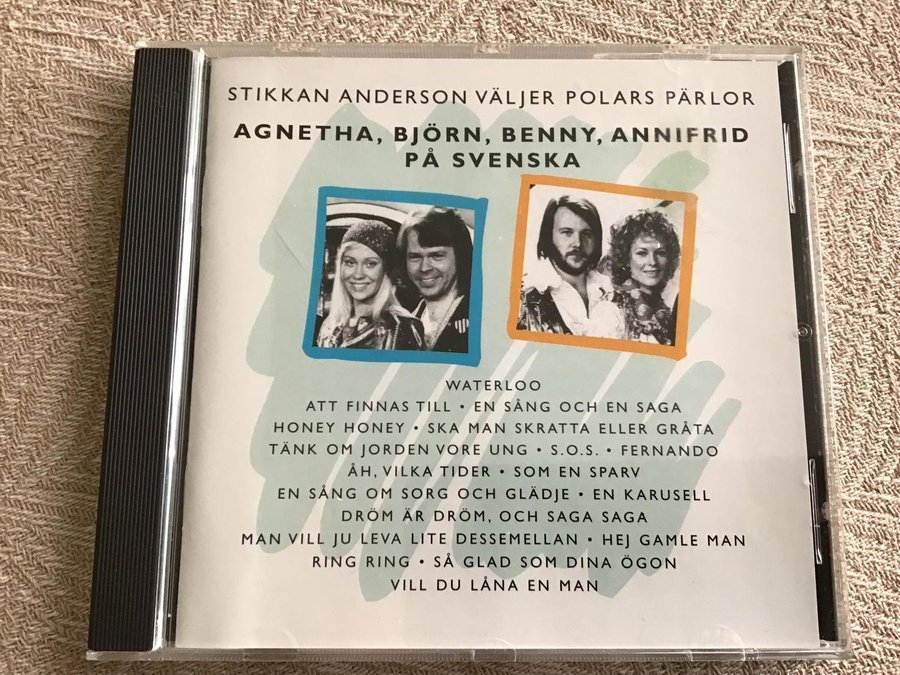 STIKKAN ANDERSON VÄLJER POLARS PÄRLOR
AGNETHA, BJÖRN, BENNY, ANNIFRID
PÅ SVENSKA
WATERLOO
ATT FINNAS TILL • EN SÅNG OCH EN SAGA
HONEY HONEY • SKA MAN SKRATTA ELLER GRÅTA
TÄNK OM JORDEN VORE UNG • S.O.S. • FERNANDO
ÅH, VILKA TIDER • SOM EN SPARV
EN SÅNG OM SORG OCH GLÄDJE • EN KARUSELL
DRÖM ÄR DRÖM, OCH SAGA SAGA
MAN VILL JU LEVA LITE DESSEMELLAN • HEJ GAMLE MAN
RING RING • SÅ GLAD SOM DINA ÖGON
VILL DU LÅNA EN MAN